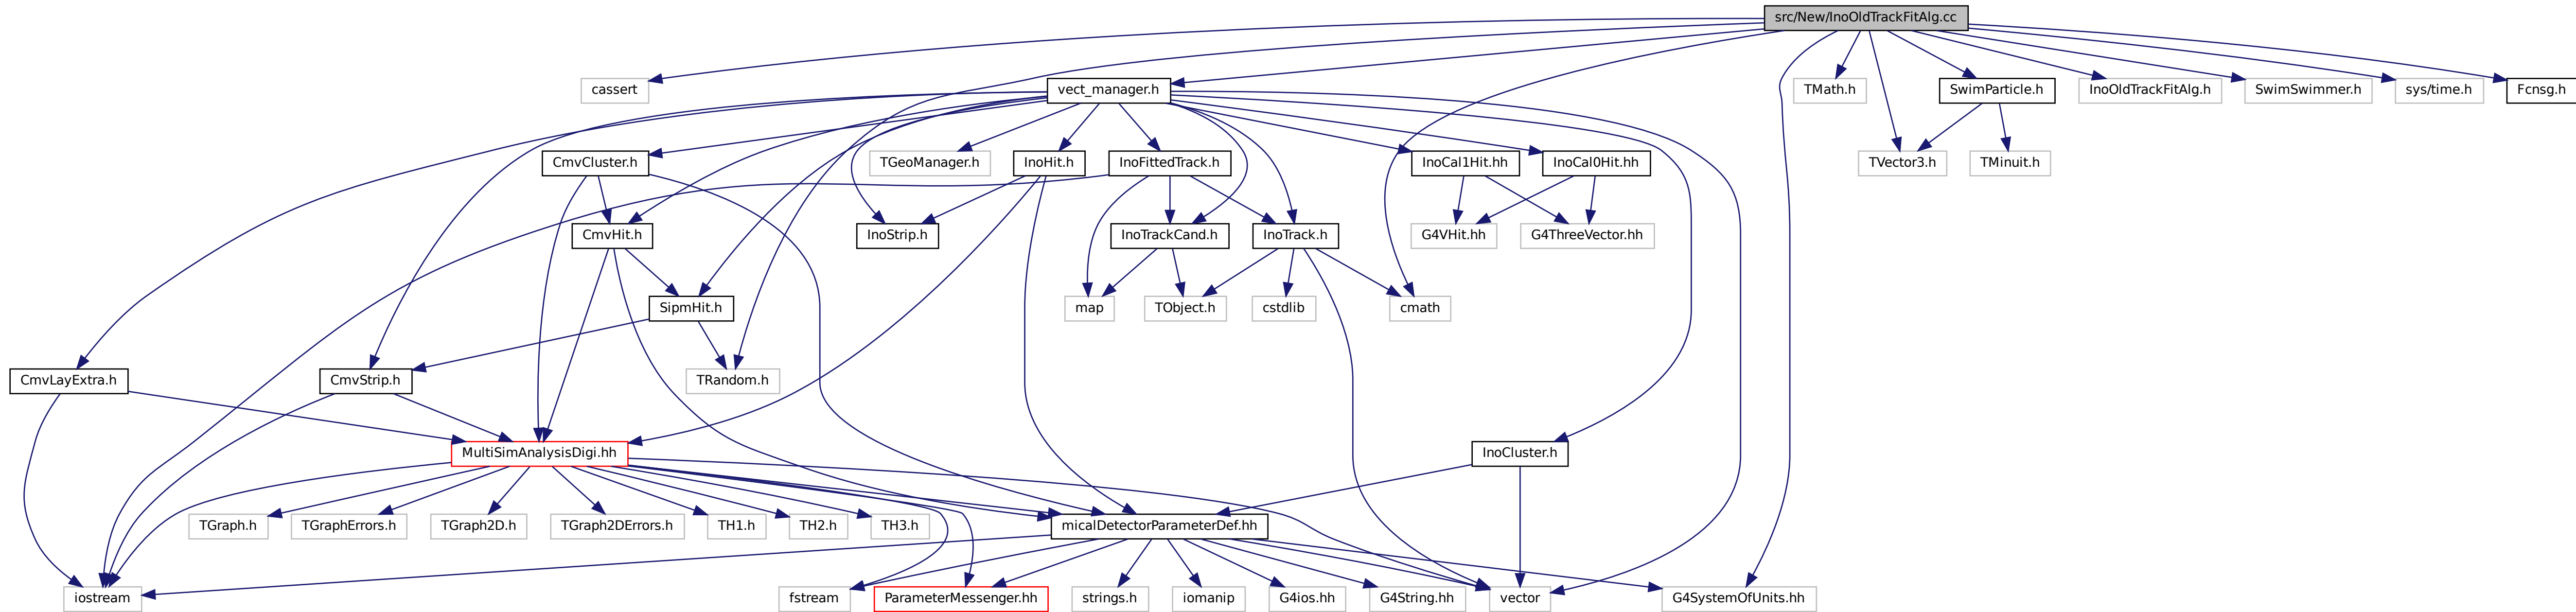 src/New/InoOldTrackFitAlg.cc
cassert
vect_manager.h
TMath.h
SwimParticle.h
InoOldTrackFitAlg.h
SwimSwimmer.h
sys/time.h
Fcnsg.h
CmvCluster.h
TGeoManager.h
InoHit.h
InoFittedTrack.h
InoCal1Hit.hh
InoCal0Hit.hh
TVector3.h
TMinuit.h
CmvHit.h
InoStrip.h
InoTrackCand.h
InoTrack.h
G4VHit.hh
G4ThreeVector.hh
SipmHit.h
map
TObject.h
cstdlib
cmath
CmvLayExtra.h
CmvStrip.h
TRandom.h
MultiSimAnalysisDigi.hh
InoCluster.h
TGraph.h
TGraphErrors.h
TGraph2D.h
TGraph2DErrors.h
TH1.h
TH2.h
TH3.h
micalDetectorParameterDef.hh
iostream
fstream
ParameterMessenger.hh
strings.h
iomanip
G4ios.hh
G4String.hh
vector
G4SystemOfUnits.hh